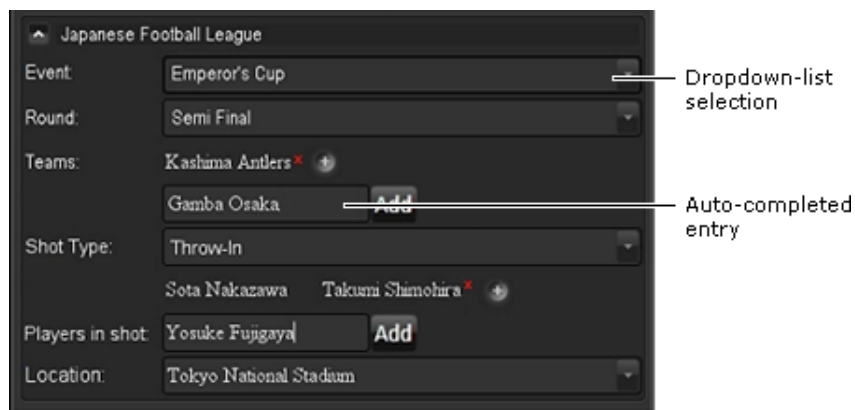 Japanese Football League
Event: Emperor's Cup
Dropdown-list
selection
Round: Semi Final
Teams: Kashima Antlers x +
Gamba Osaka Add
Auto-completed
entry
Shot Type: Throw-In
Sota Nakazawa Takumi Shimohira x +
Players in shot: Yosuke Fujigaya Add
Location: Tokyo National Stadium